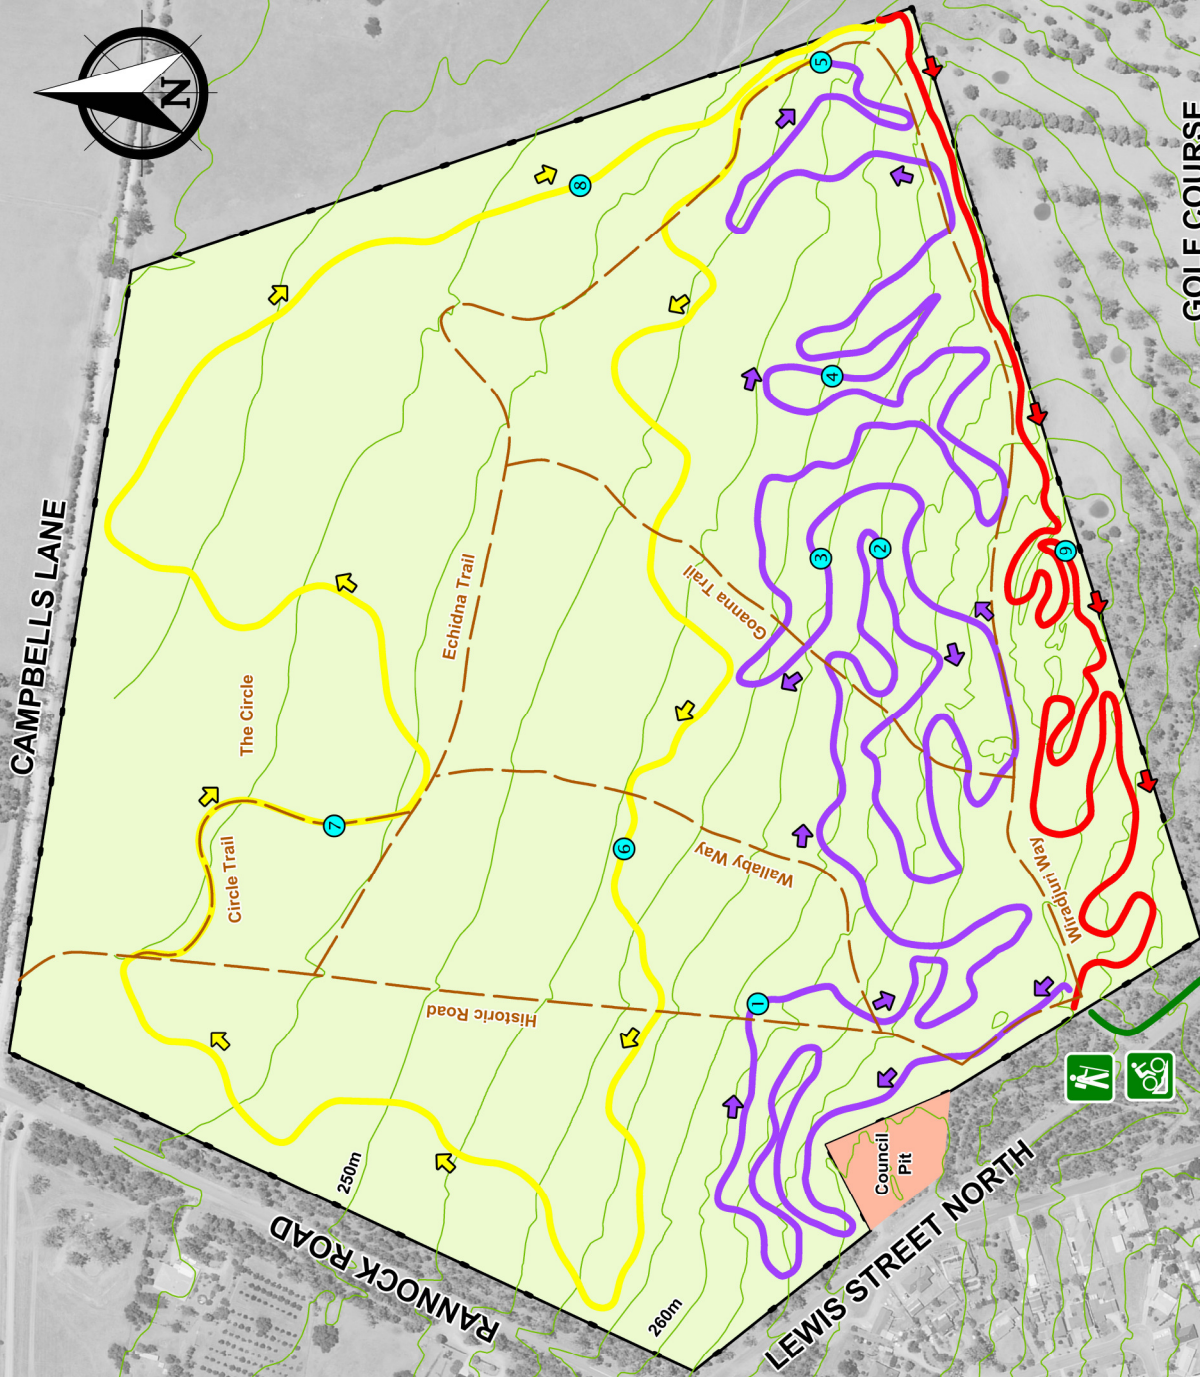 CAMPBELLS LANE
N
RANNOCK ROAD
LEWIS STREET NORTH
GOLF COURSE
The Circle
Circle Trail
Echidna Trail
Goanna Trail
Wallaby Way
Historic Road
Wiradjuri Way
Council
Pit
250m
260m
1
2
3
4
5
6
7
8
9